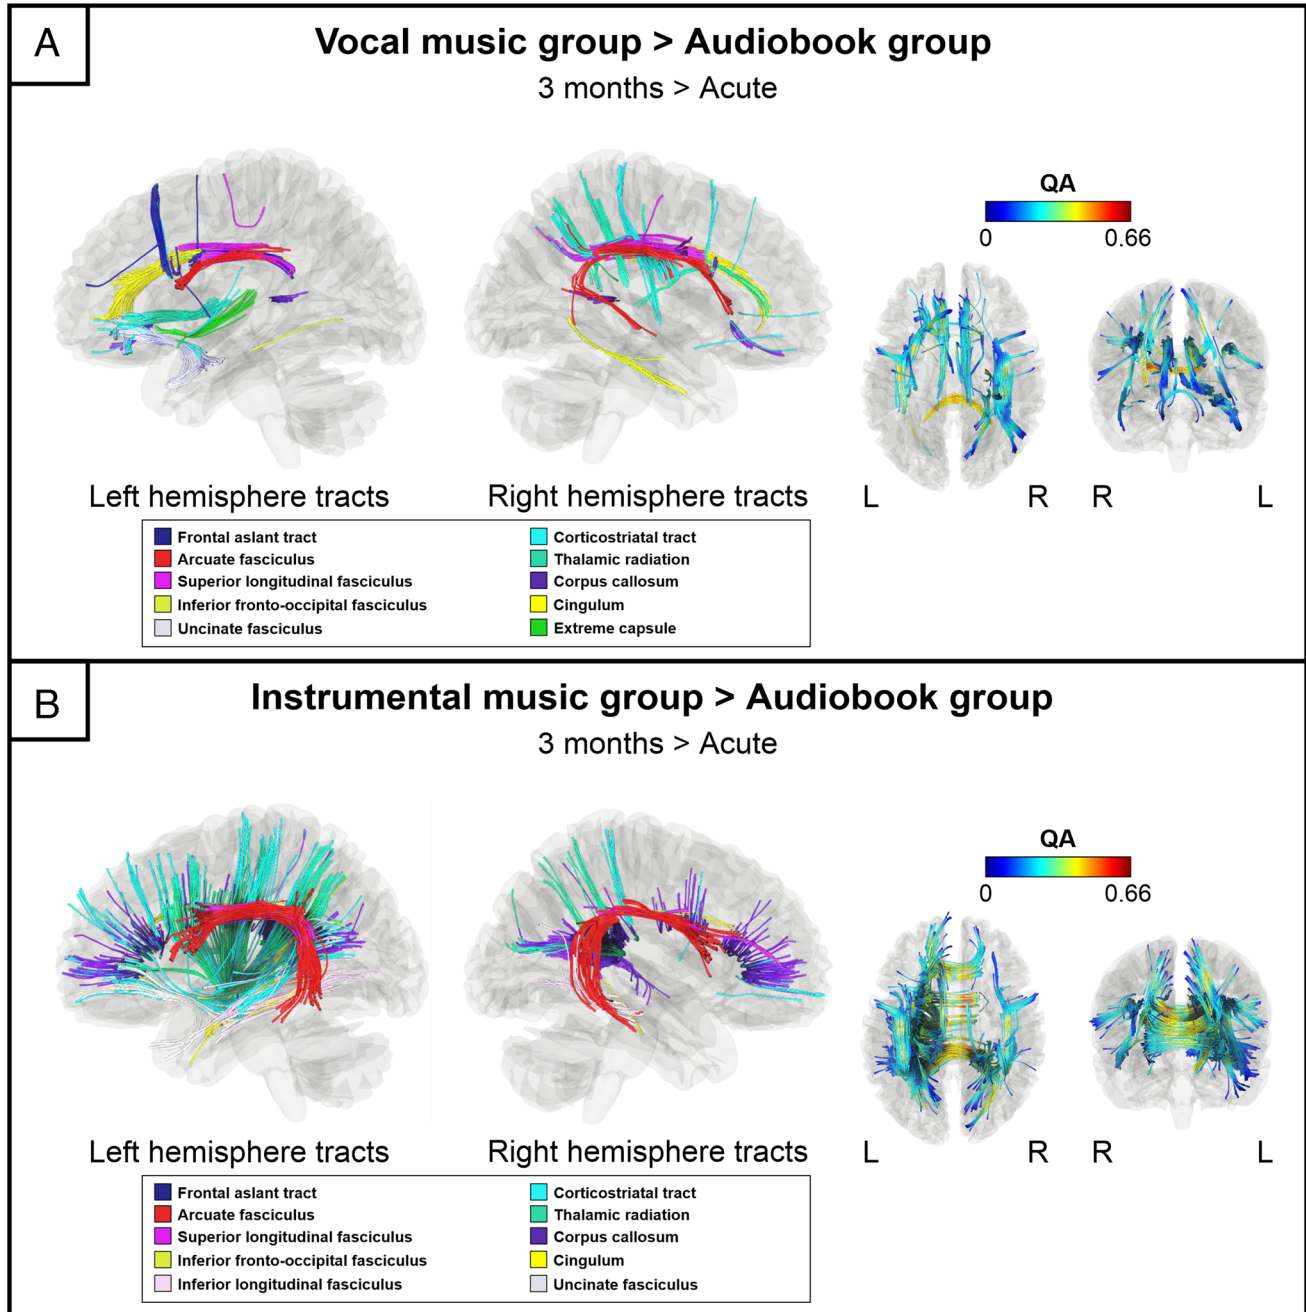 A
Vocal music group > Audiobook group
3 months > Acute
QA
0 0.66
Left hemisphere tracts
Right hemisphere tracts
L R R L
Frontal aslant tract
Arcuate fasciculus
Superior longitudinal fasciculus
Inferior fronto-occipital fasciculus
Uncinate fasciculus
Corticostriatal tract
Thalamic radiation
Corpus callosum
Cingulum
Extreme capsule
B
Instrumental music group > Audiobook group
3 months > Acute
QA
0 0.66
Left hemisphere tracts
Right hemisphere tracts
L R R L
Frontal aslant tract
Arcuate fasciculus
Superior longitudinal fasciculus
Inferior fronto-occipital fasciculus
Inferior longitudinal fasciculus
Corticostriatal tract
Thalamic radiation
Corpus callosum
Cingulum
Uncinate fasciculus